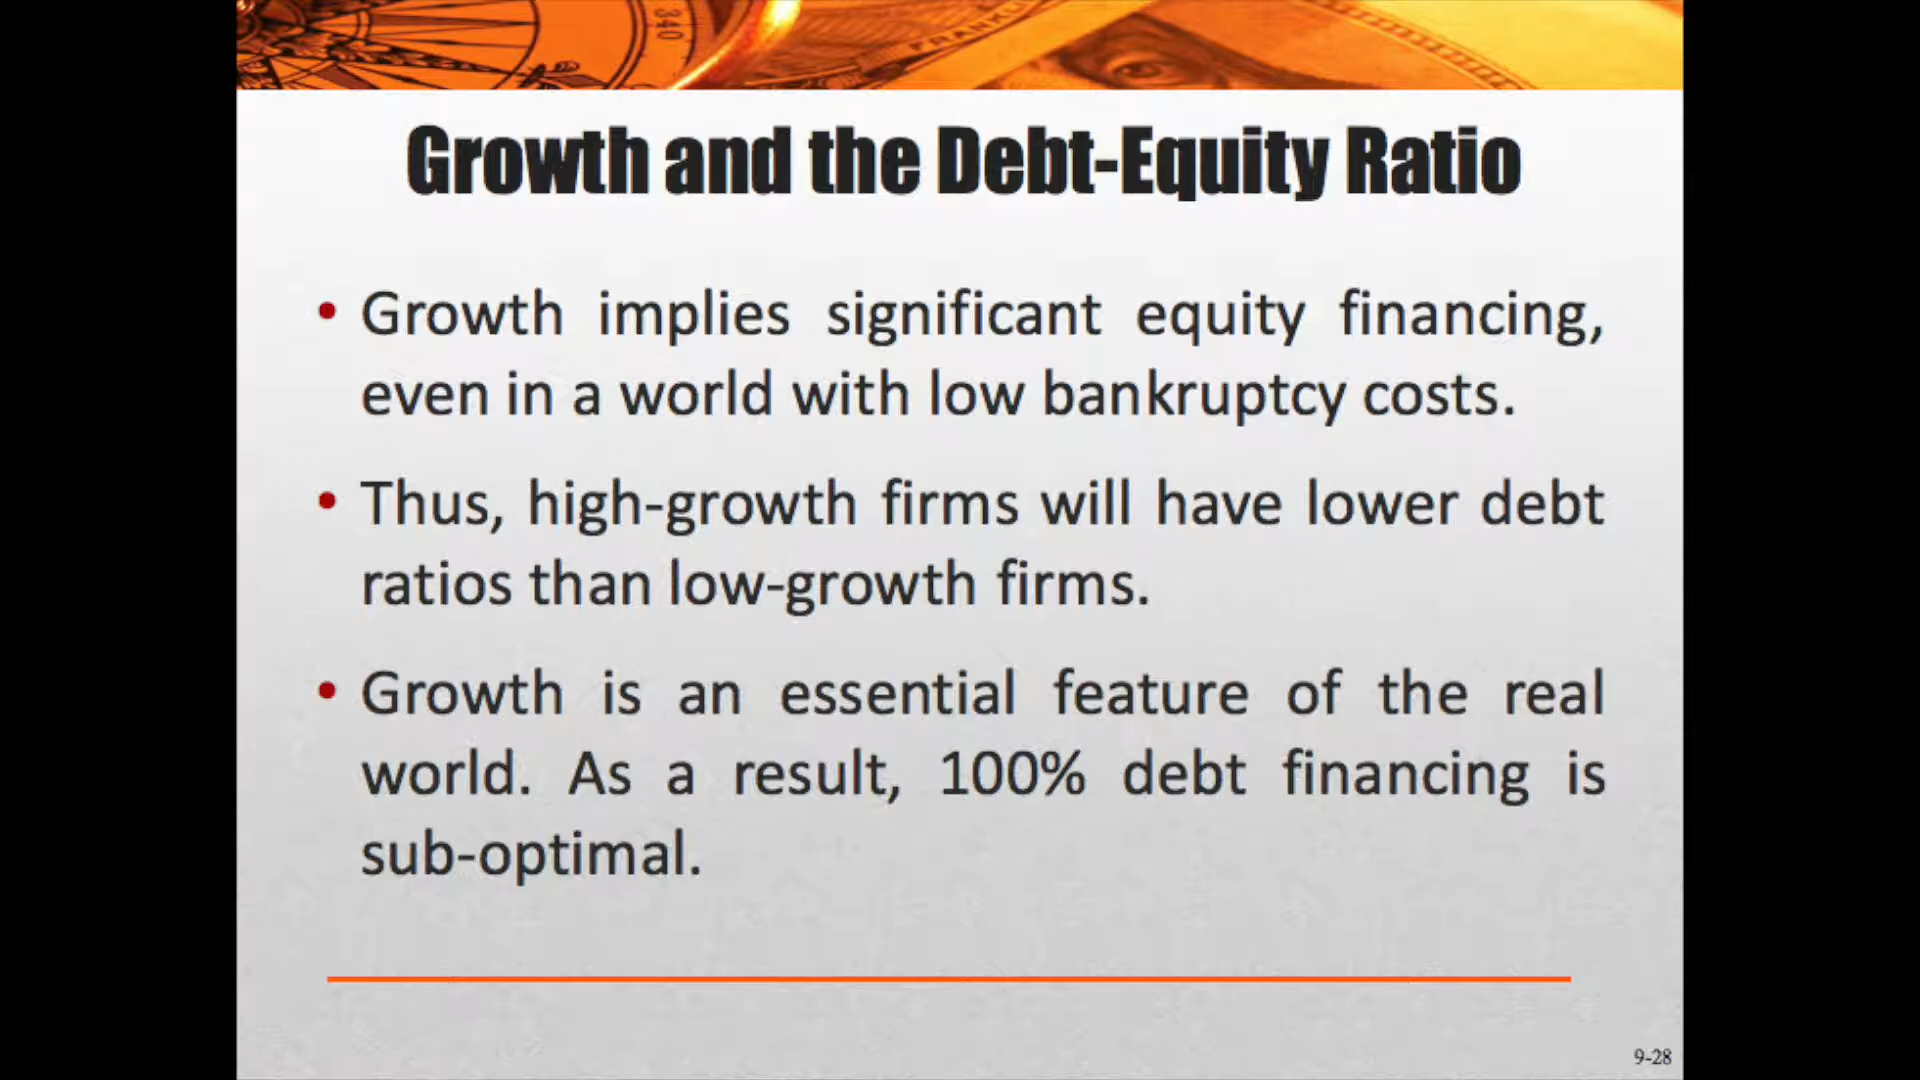 340
FRANKLI
Growth and the Debt-Equity Ratio
• Growth implies significant equity financing,
even in a world with low bankruptcy costs.
• Thus, high-growth firms will have lower debt
ratios than low-growth firms.
• Growth is an essential feature of the real
world. As a result, 100% debt financing is
sub-optimal.
9-28